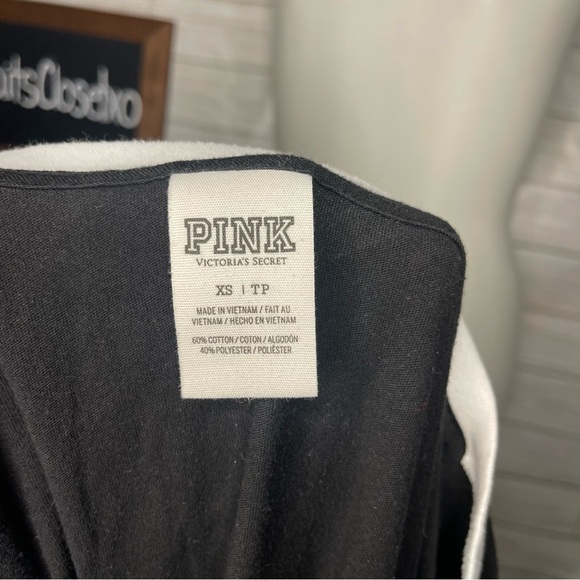 PINK
VICTORIA'S SECRET
XS | TP
MADE IN VIETNAM / FAIT AU
VIETNAM / HECHO EN VIETNAM
60% COTTON / COTON / ALGODÓN
40% POLYESTER / POLIÉSTER